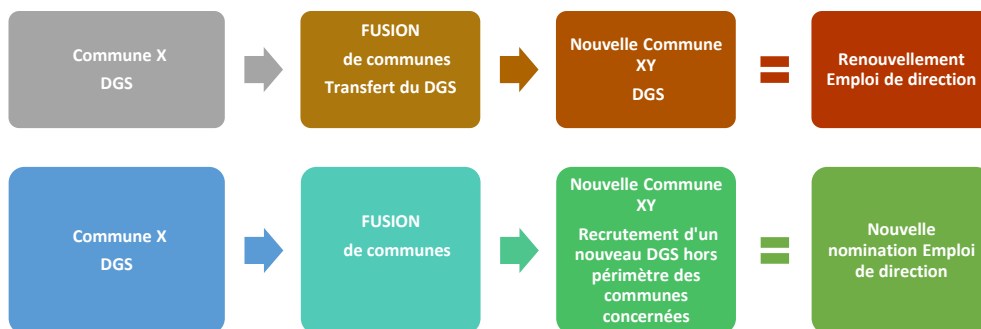 Commune X
DGS
FUSION
de communes
Transfert du DGS
Nouvelle Commune
XY
DGS
Renouvellement
Emploi de direction
Commune X
DGS
FUSION
de communes
Nouvelle Commune
XY
Recrutement d'un
nouveau DGS hors
périmètre des
communes
concernées
Nouvelle
nomination Emploi
de direction